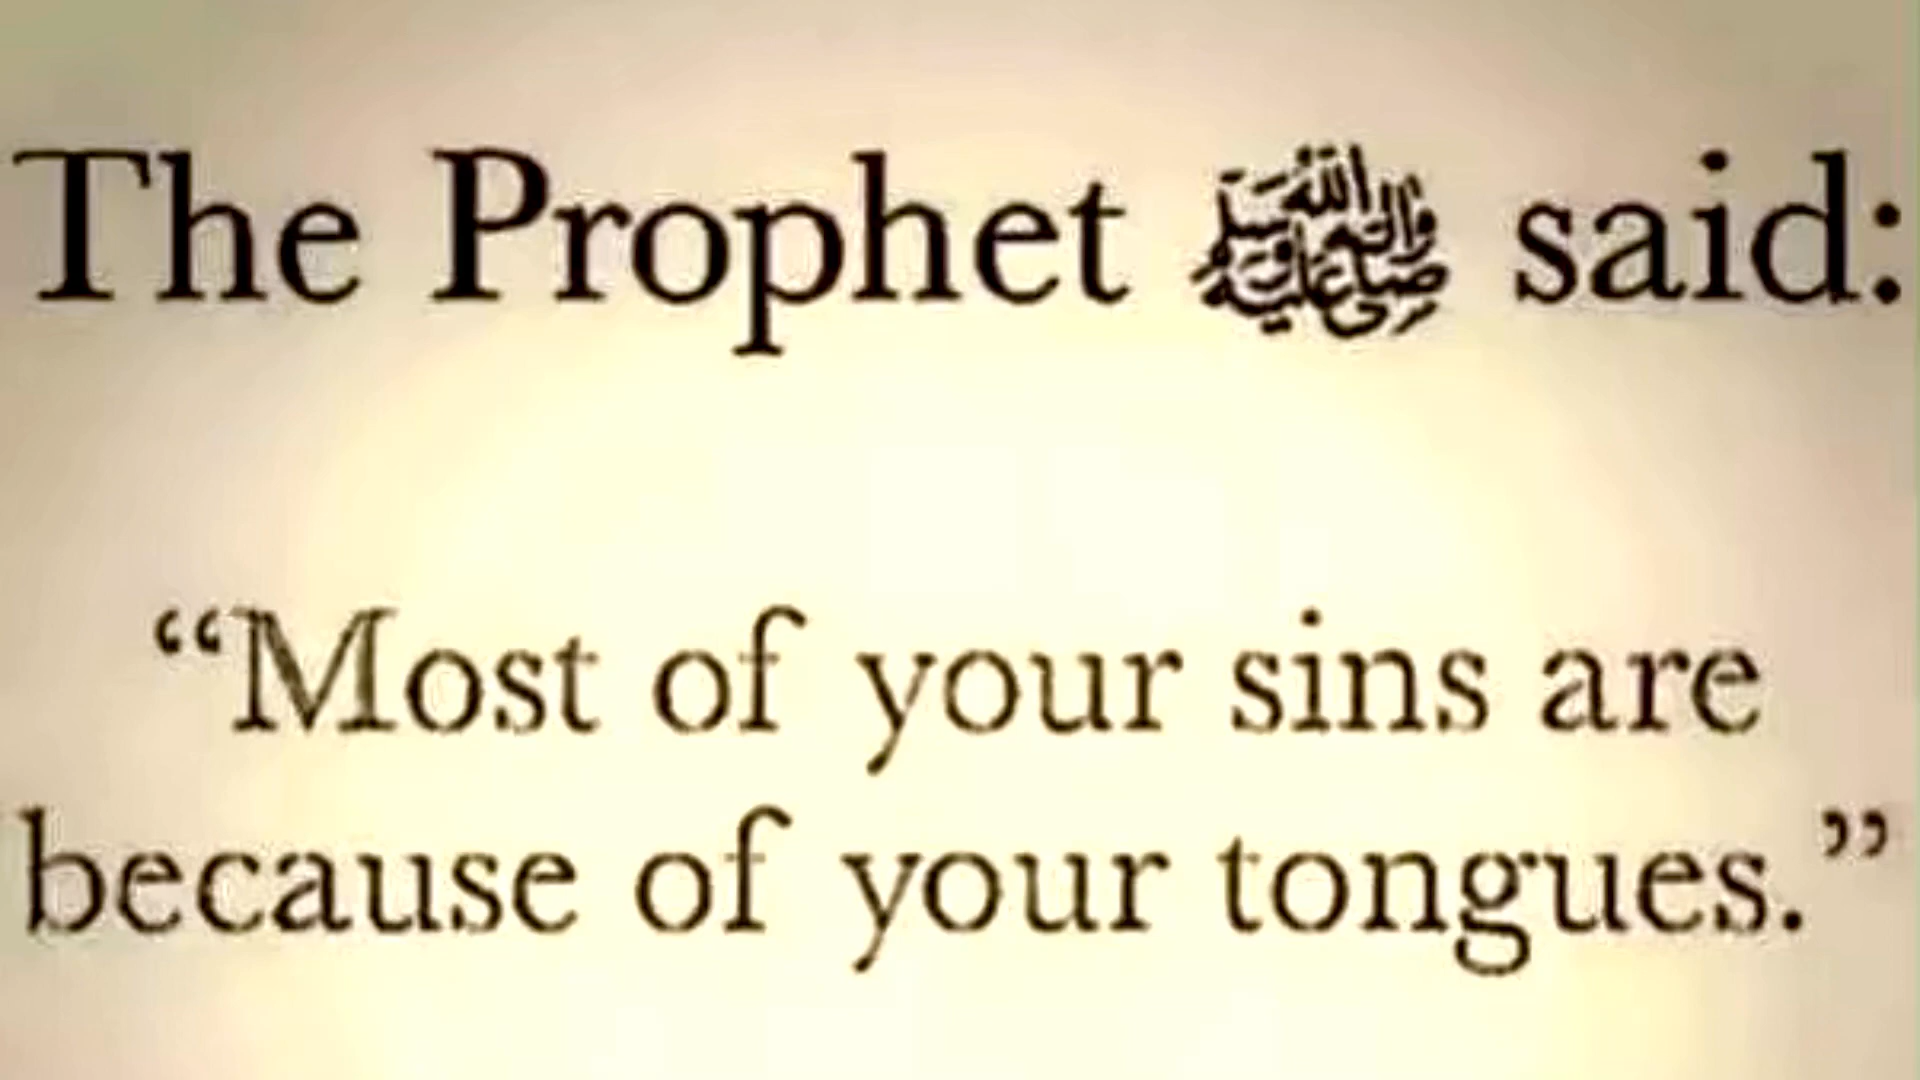 The Prophet ﷺ said:
“Most of your sins are
because of your tongues.”